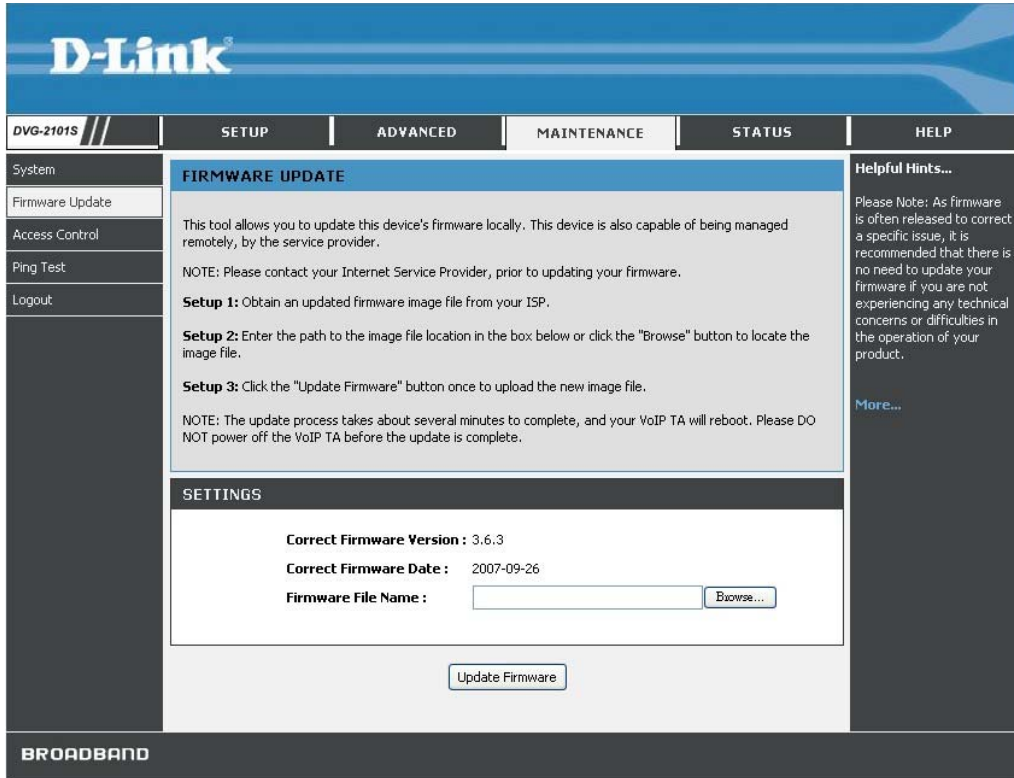 D-Link®
DVG-2101S
SETUP
ADVANCED
MAINTENANCE
STATUS
HELP
System
Firmware Update
Access Control
Ping Test
Logout
FIRMWARE UPDATE
This tool allows you to update this device's firmware locally. This device is also capable of being managed
remotely, by the service provider.
NOTE: Please contact your Internet Service Provider, prior to updating your firmware.
Setup 1: Obtain an updated firmware image file from your ISP.
Setup 2: Enter the path to the image file location in the box below or click the "Browse" button to locate the
image file.
Setup 3: Click the "Update Firmware" button once to upload the new image file.
NOTE: The update process takes about several minutes to complete, and your VoIP TA will reboot. Please DO
NOT power off the VoIP TA before the update is complete.
SETTINGS
Correct Firmware Version : 3.6.3
Correct Firmware Date : 2007-09-26
Firmware File Name :
Browse...
Update Firmware
Helpful Hints...
Please Note: As firmware
is often released to correct
a specific issue, it is
recommended that there is
no need to update your
firmware if you are not
experiencing any technical
concerns or difficulties in
the operation of your
product.
More...
BROADBAND